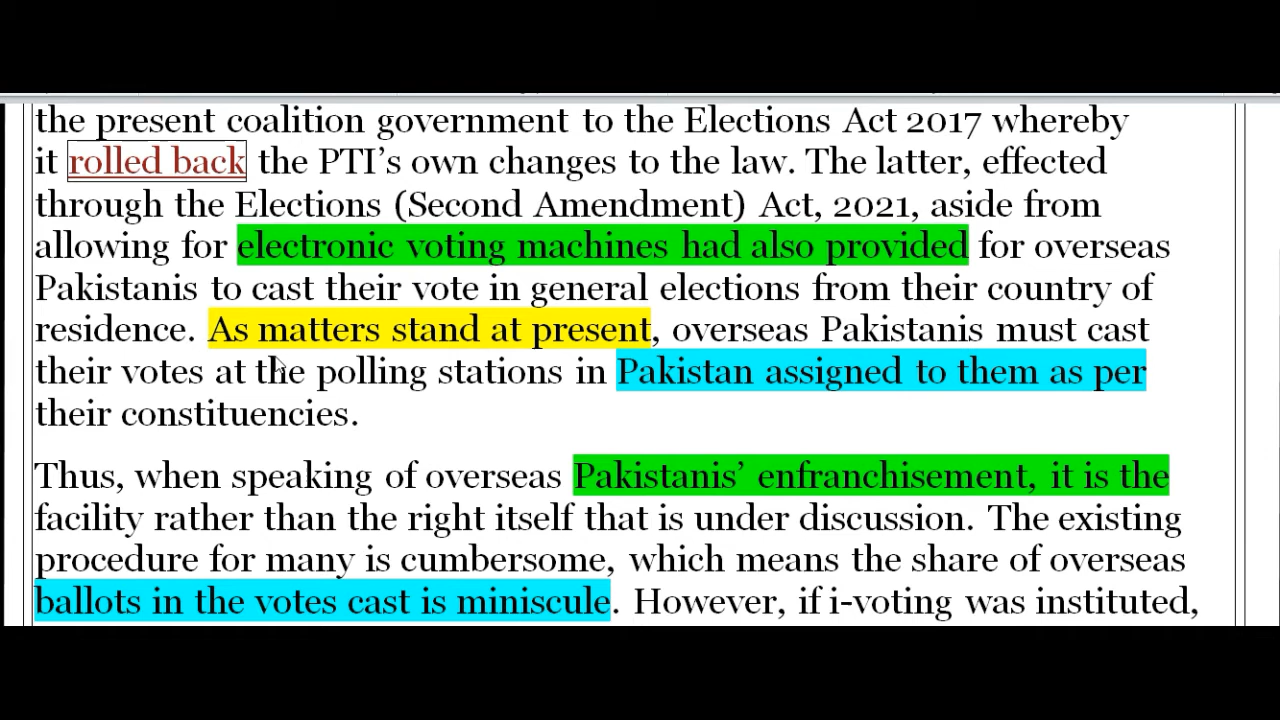 the present coalition government to the Elections Act 2017 whereby
it rolled back the PTI’s own changes to the law. The latter, effected
through the Elections (Second Amendment) Act, 2021, aside from
allowing for electronic voting machines had also provided for overseas
Pakistanis to cast their vote in general elections from their country of
residence. As matters stand at present, overseas Pakistanis must cast
their votes at the polling stations in Pakistan assigned to them as per
their constituencies.
Thus, when speaking of overseas Pakistanis’ enfranchisement, it is the
facility rather than the right itself that is under discussion. The existing
procedure for many is cumbersome, which means the share of overseas
ballots in the votes cast is miniscule. However, if i-voting was instituted,